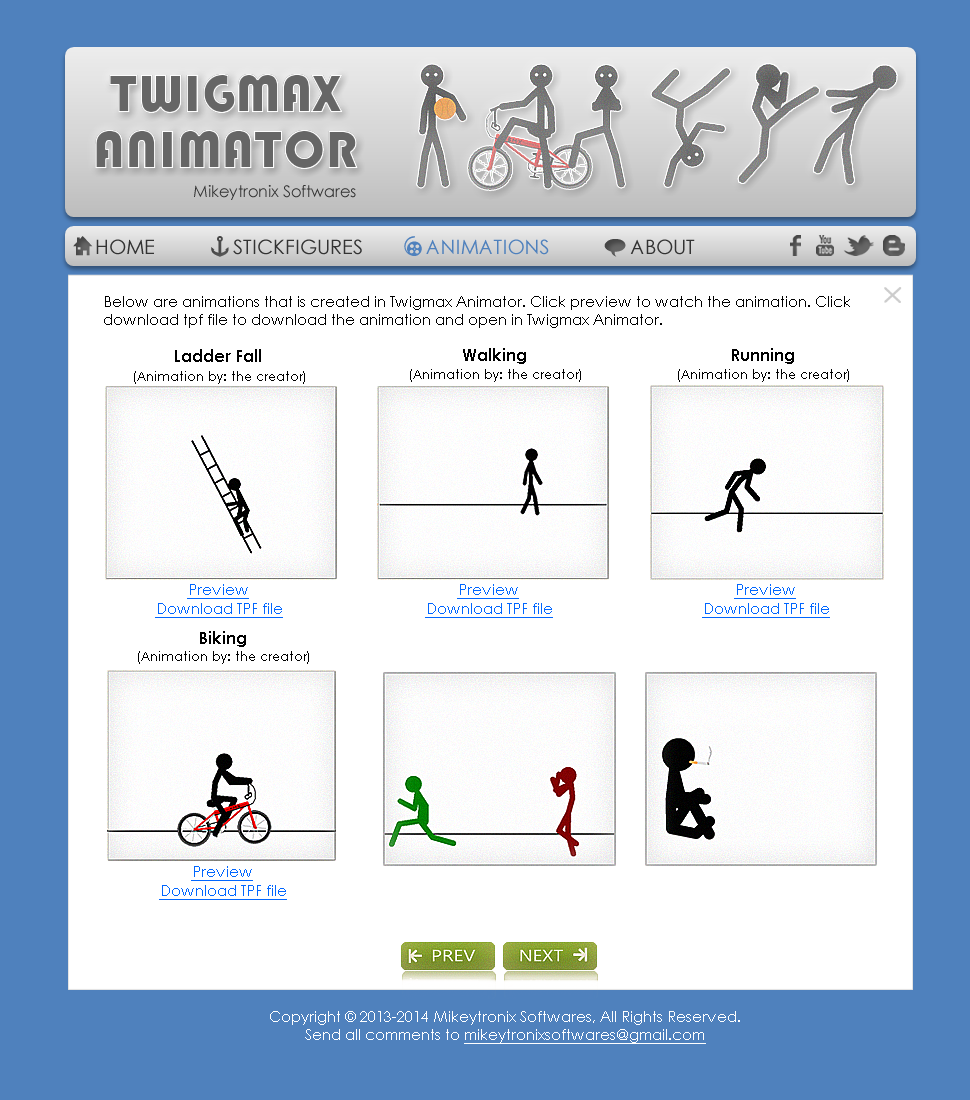 TWIGMAX
ANIMATOR
Mikeytronix Softwares
HOME STICKFIGURES ANIMATIONS ABOUT You Tube
Below are animations that is created in Twigmax Animator. Click preview to watch the animation. Click
download tpf file to download the animation and open in Twigmax Animator.
Ladder Fall Walking Running
(Animation by: the creator) (Animation by: the creator) (Animation by: the creator)
Preview Preview Preview
Download TPF file Download TPF file Download TPF file
Biking
(Animation by: the creator)
Preview
Download TPF file
PREV NEXT
Copyright © 2013-2014 Mikeytronix Softwares, All Rights Reserved.
Send all comments to mikeytronixsoftwares@gmail.com